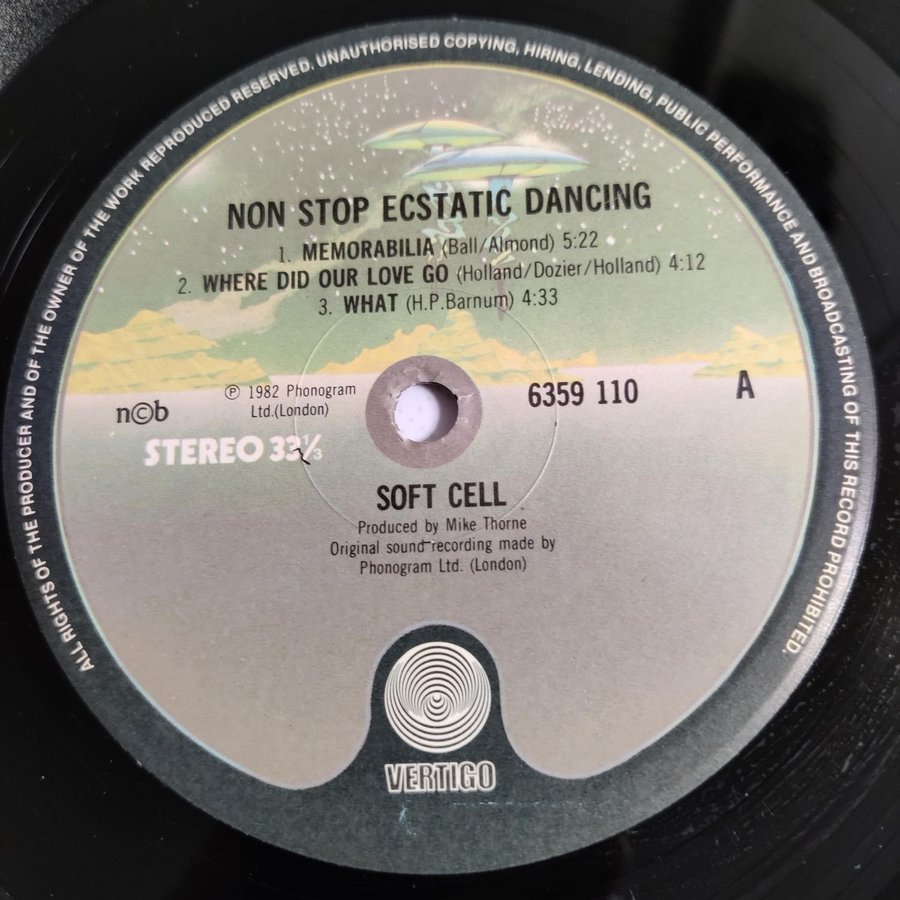 ALL RIGHTS OF THE PRODUCER AND OF THE OWNER OF THE WORK REPRODUCED RESERVED. UNAUTHORISED COPYING, HIRING, LENDING, PUBLIC PERFORMANCE AND BROADCASTING OF THIS RECORD PROHIBITED.
NON STOP ECSTATIC DANCING
1. MEMORABILIA (Ball/Almond) 5:22
2. WHERE DID OUR LOVE GO (Holland/Dozier/Holland) 4:12
3. WHAT (H.P.Barnum) 4:33
n©b
℗ 1982 Phonogram
Ltd.(London)
6359 110
A
STEREO 33⅓
SOFT CELL
Produced by Mike Thorne
Original sound recording made by
Phonogram Ltd. (London)
VERTIGO